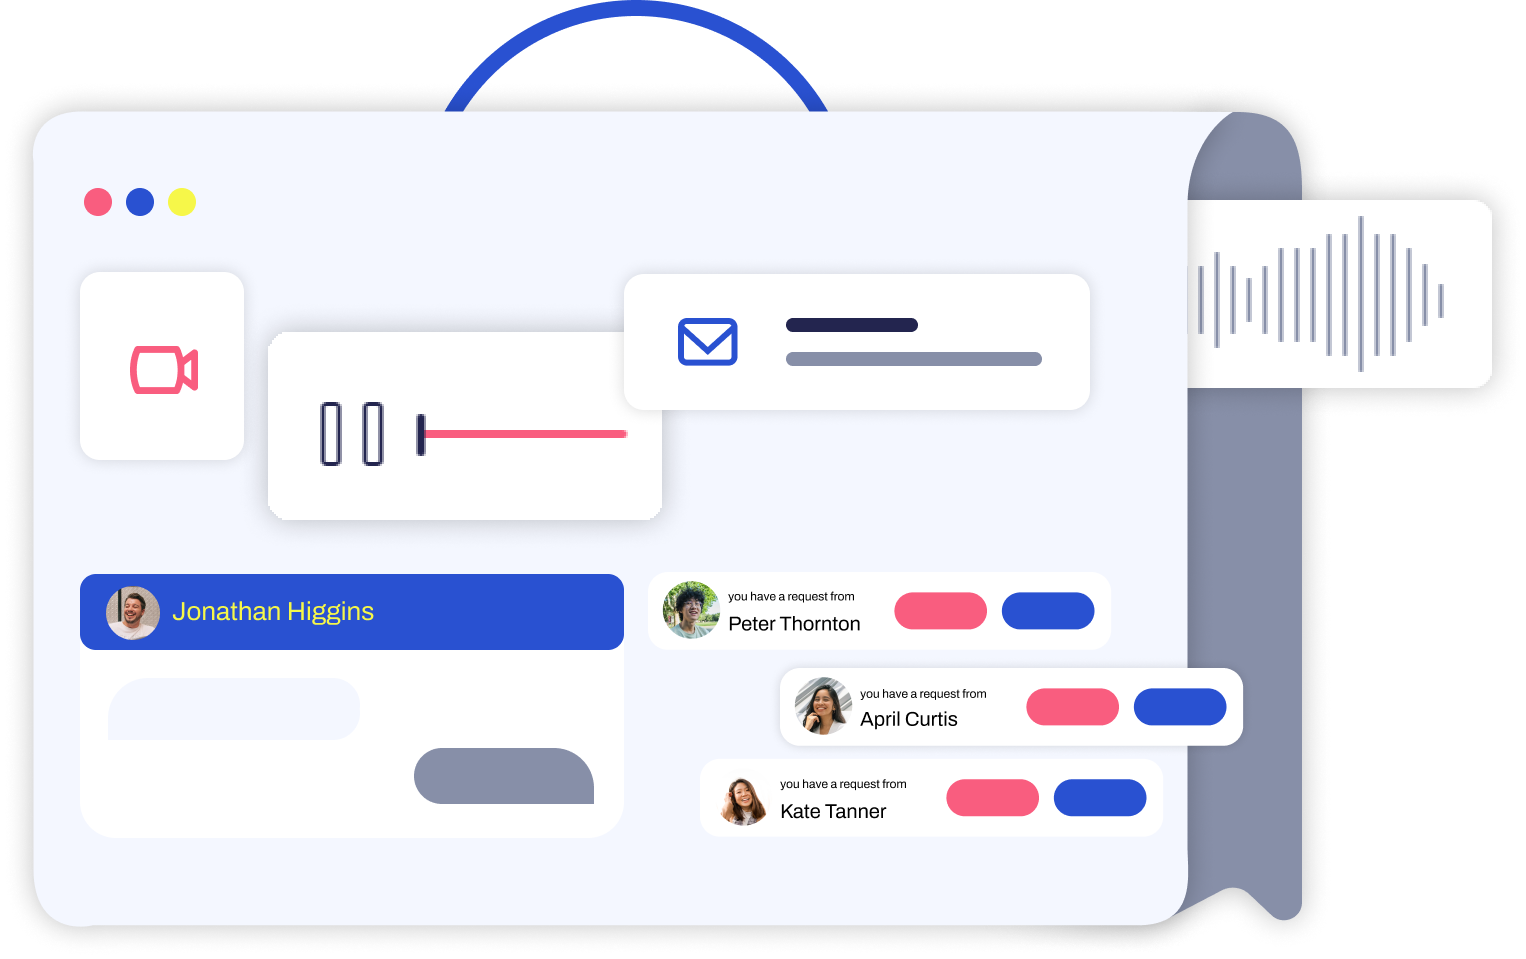 Jonathan Higgins
you have a request from
Peter Thornton
you have a request from
April Curtis
you have a request from
Kate Tanner